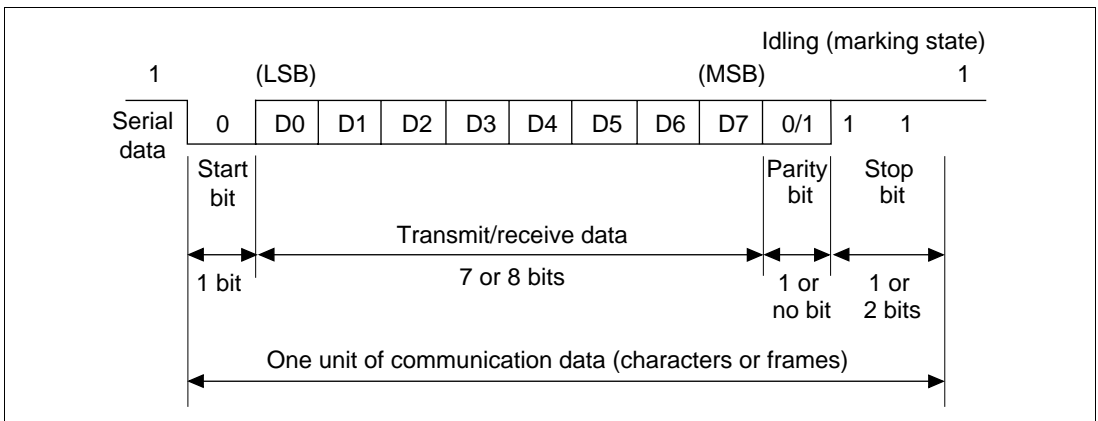 Idling (marking state)
1 (LSB) (MSB) 1
Serial data
0 D0 D1 D2 D3 D4 D5 D6 D7 0/1 1 1
Start bit
Parity bit
Stop bit
Transmit/receive data
1 bit
7 or 8 bits
1 or no bit
1 or 2 bits
One unit of communication data (characters or frames)